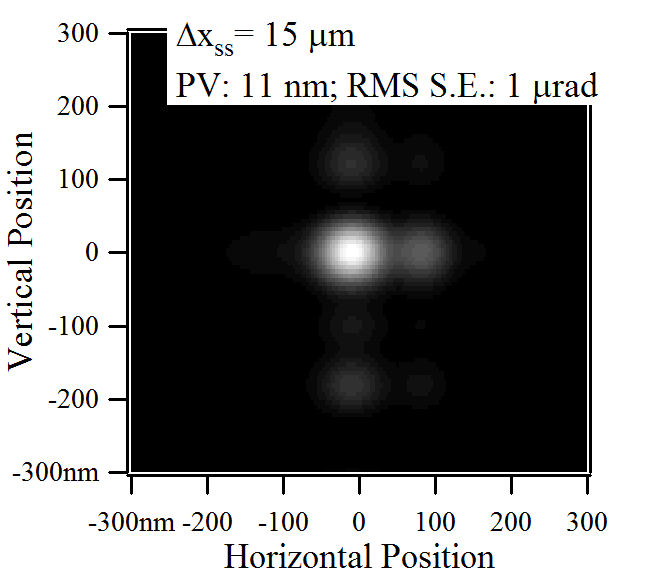 Δx_ss= 15 μm
PV: 11 nm; RMS S.E.: 1 μrad
300
200
100
0
-100
-200
-300nm
Vertical Position
-300nm -200 -100 0 100 200 300
Horizontal Position